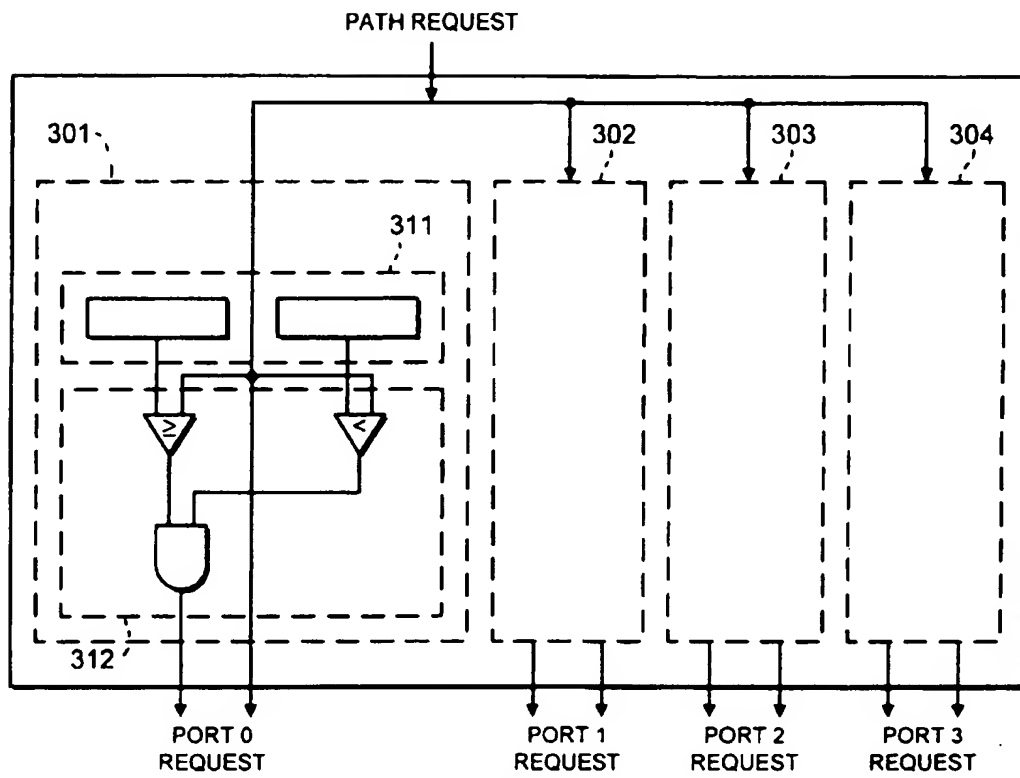 PATH REQUEST
301
302
303
304
311
≥
<
312
PORT 0
REQUEST
PORT 1
REQUEST
PORT 2
REQUEST
PORT 3
REQUEST